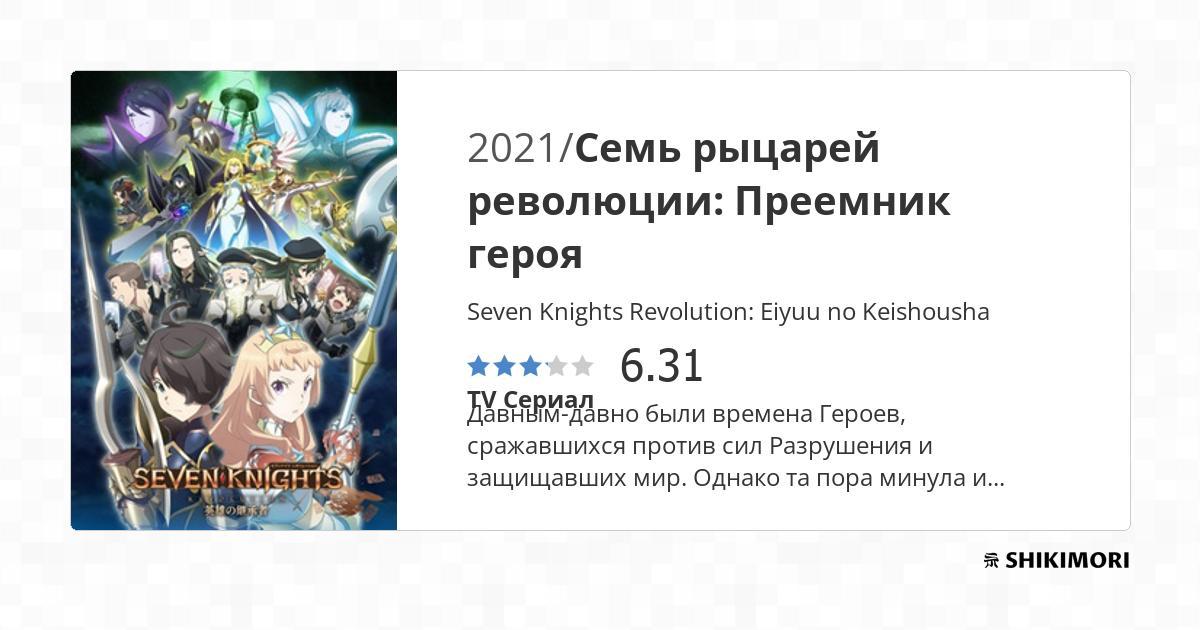 2021/Семь рыцарей
революции: Преемник
героя
Seven Knights Revolution: Eiyuu no Keishousha
6.31
TV Сериал
Давным-давно были времена Героев,
сражавшихся против сил Разрушения и
защищавших мир. Однако та пора минула и...
SEVEN KNIGHTS
英雄の継承者
SHIKIMORI